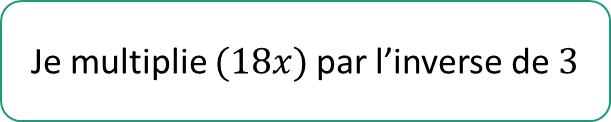 Je multiplie (18𝑥) par l’inverse de 3